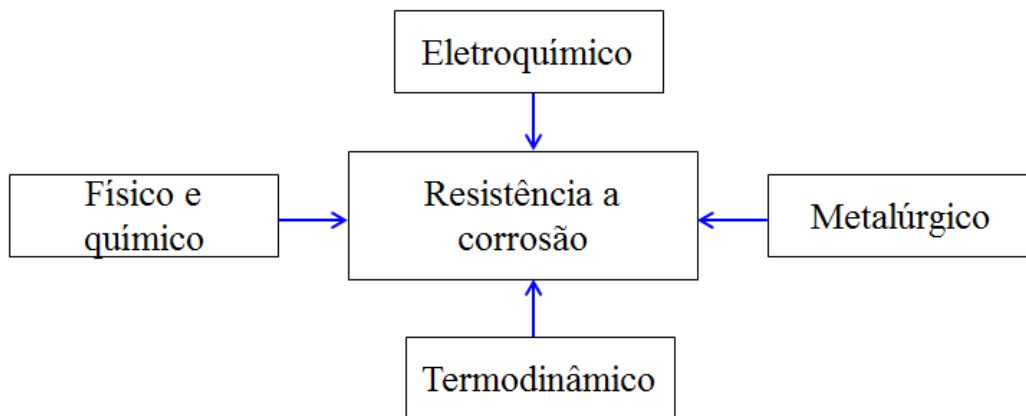 Eletroquímico
Físico e
químico
Resistência a
corrosão
Metalúrgico
Termodinâmico